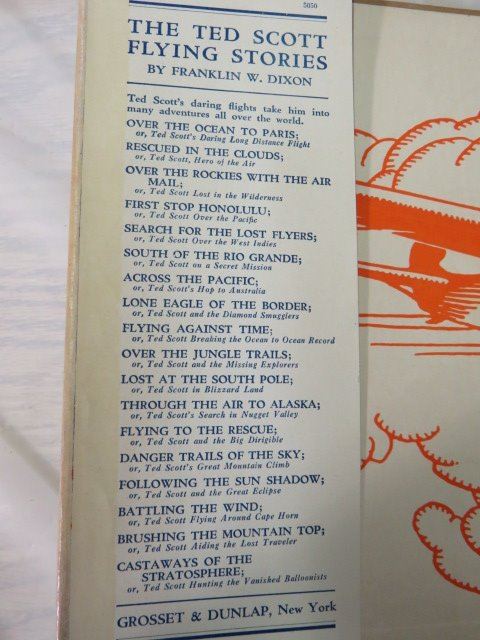 5050
THE TED SCOTT
FLYING STORIES
BY FRANKLIN W. DIXON
Ted Scott's daring flights take him into
many adventures all over the world.
OVER THE OCEAN TO PARIS;
or, Ted Scott's Daring Long Distance Flight
RESCUED IN THE CLOUDS;
or, Ted Scott, Hero of the Air
OVER THE ROCKIES WITH THE AIR
MAIL;
or, Ted Scott Lost in the Wilderness
FIRST STOP HONOLULU;
or, Ted Scott Over the Pacific
SEARCH FOR THE LOST FLYERS;
or, Ted Scott Over the West Indies
SOUTH OF THE RIO GRANDE;
or, Ted Scott on a Secret Mission
ACROSS THE PACIFIC;
or, Ted Scott's Hop to Australia
LONE EAGLE OF THE BORDER;
or, Ted Scott and the Diamond Smugglers
FLYING AGAINST TIME;
or, Ted Scott Breaking the Ocean to Ocean Record
OVER THE JUNGLE TRAILS;
or, Ted Scott and the Missing Explorers
LOST AT THE SOUTH POLE;
or, Ted Scott in Blizzard Land
THROUGH THE AIR TO ALASKA;
or, Ted Scott's Search in Nugget Valley
FLYING TO THE RESCUE;
or, Ted Scott and the Big Dirigible
DANGER TRAILS OF THE SKY;
or, Ted Scott's Great Mountain Climb
FOLLOWING THE SUN SHADOW;
or, Ted Scott and the Great Eclipse
BATTLING THE WIND;
or, Ted Scott Flying Around Cape Horn
BRUSHING THE MOUNTAIN TOP;
or, Ted Scott Aiding the Lost Traveler
CASTAWAYS OF THE
STRATOSPHERE;
or, Ted Scott Hunting the Vanished Balloonists
GROSSET & DUNLAP, New York